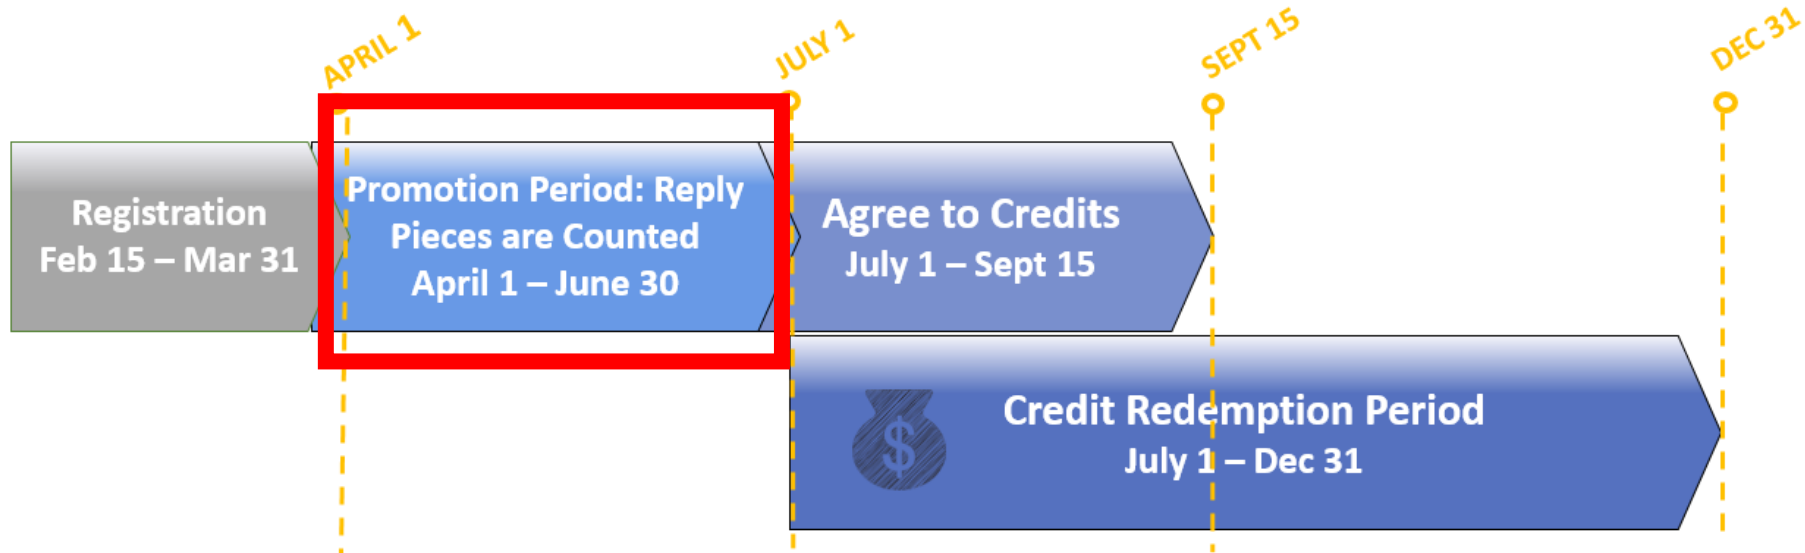 APRIL 1
JULY 1
SEPT 15
DEC 31
Registration
Feb 15 – Mar 31
Promotion Period: Reply
Pieces are Counted
April 1 – June 30
Agree to Credits
July 1 – Sept 15
$
Credit Redemption Period
July 1 – Dec 31